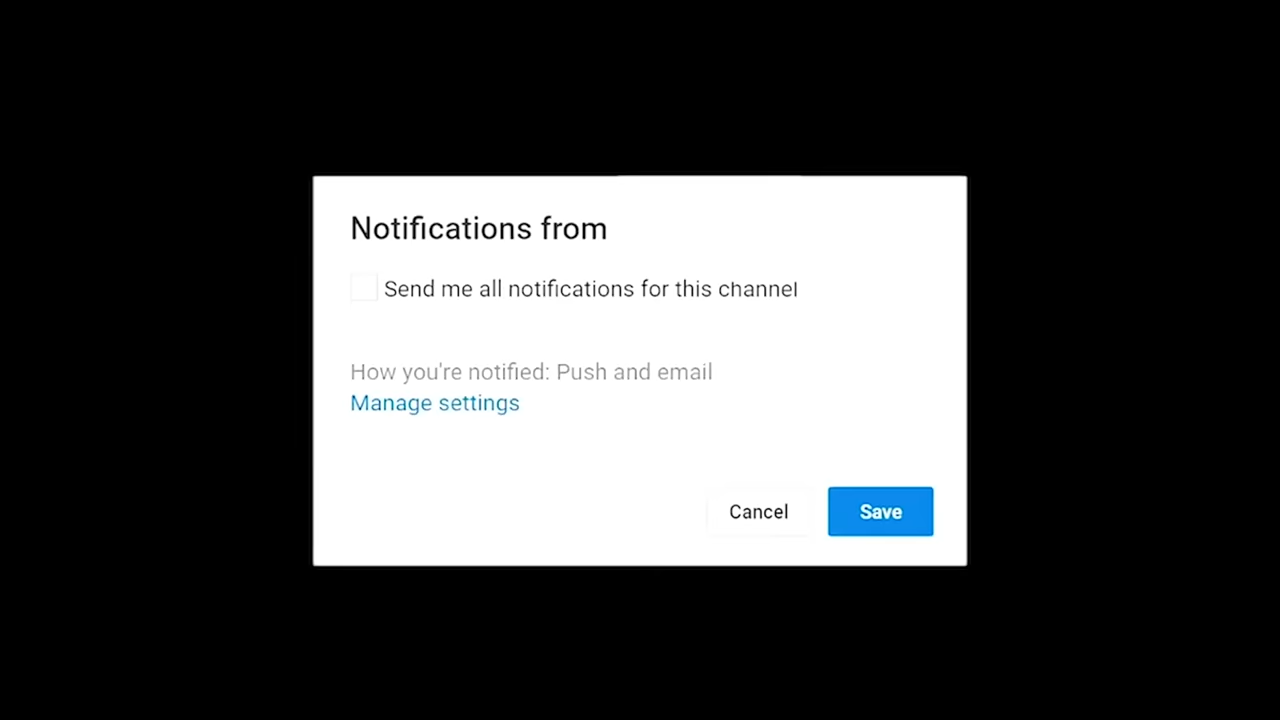 Notifications from
Send me all notifications for this channel
How you're notified: Push and email
Manage settings
Cancel Save